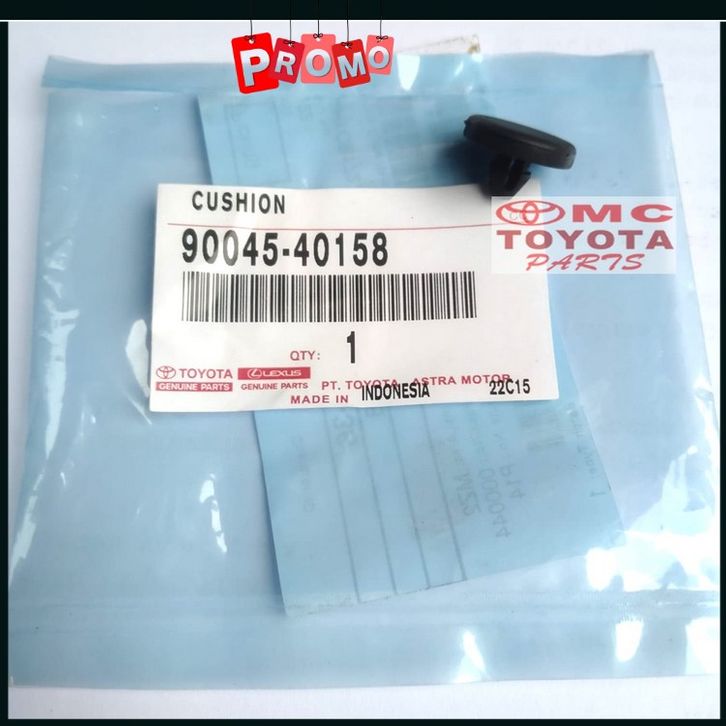 PROMO
CUSHION
90045-40158
MC
TOYOTA
PARTS
QTY: 1
TOYOTA LEXUS
GENUINE PARTS GENUINE PARTS PT. TOYOTA - ASTRA MOTOR
MADE IN INDONESIA 22C15
440000